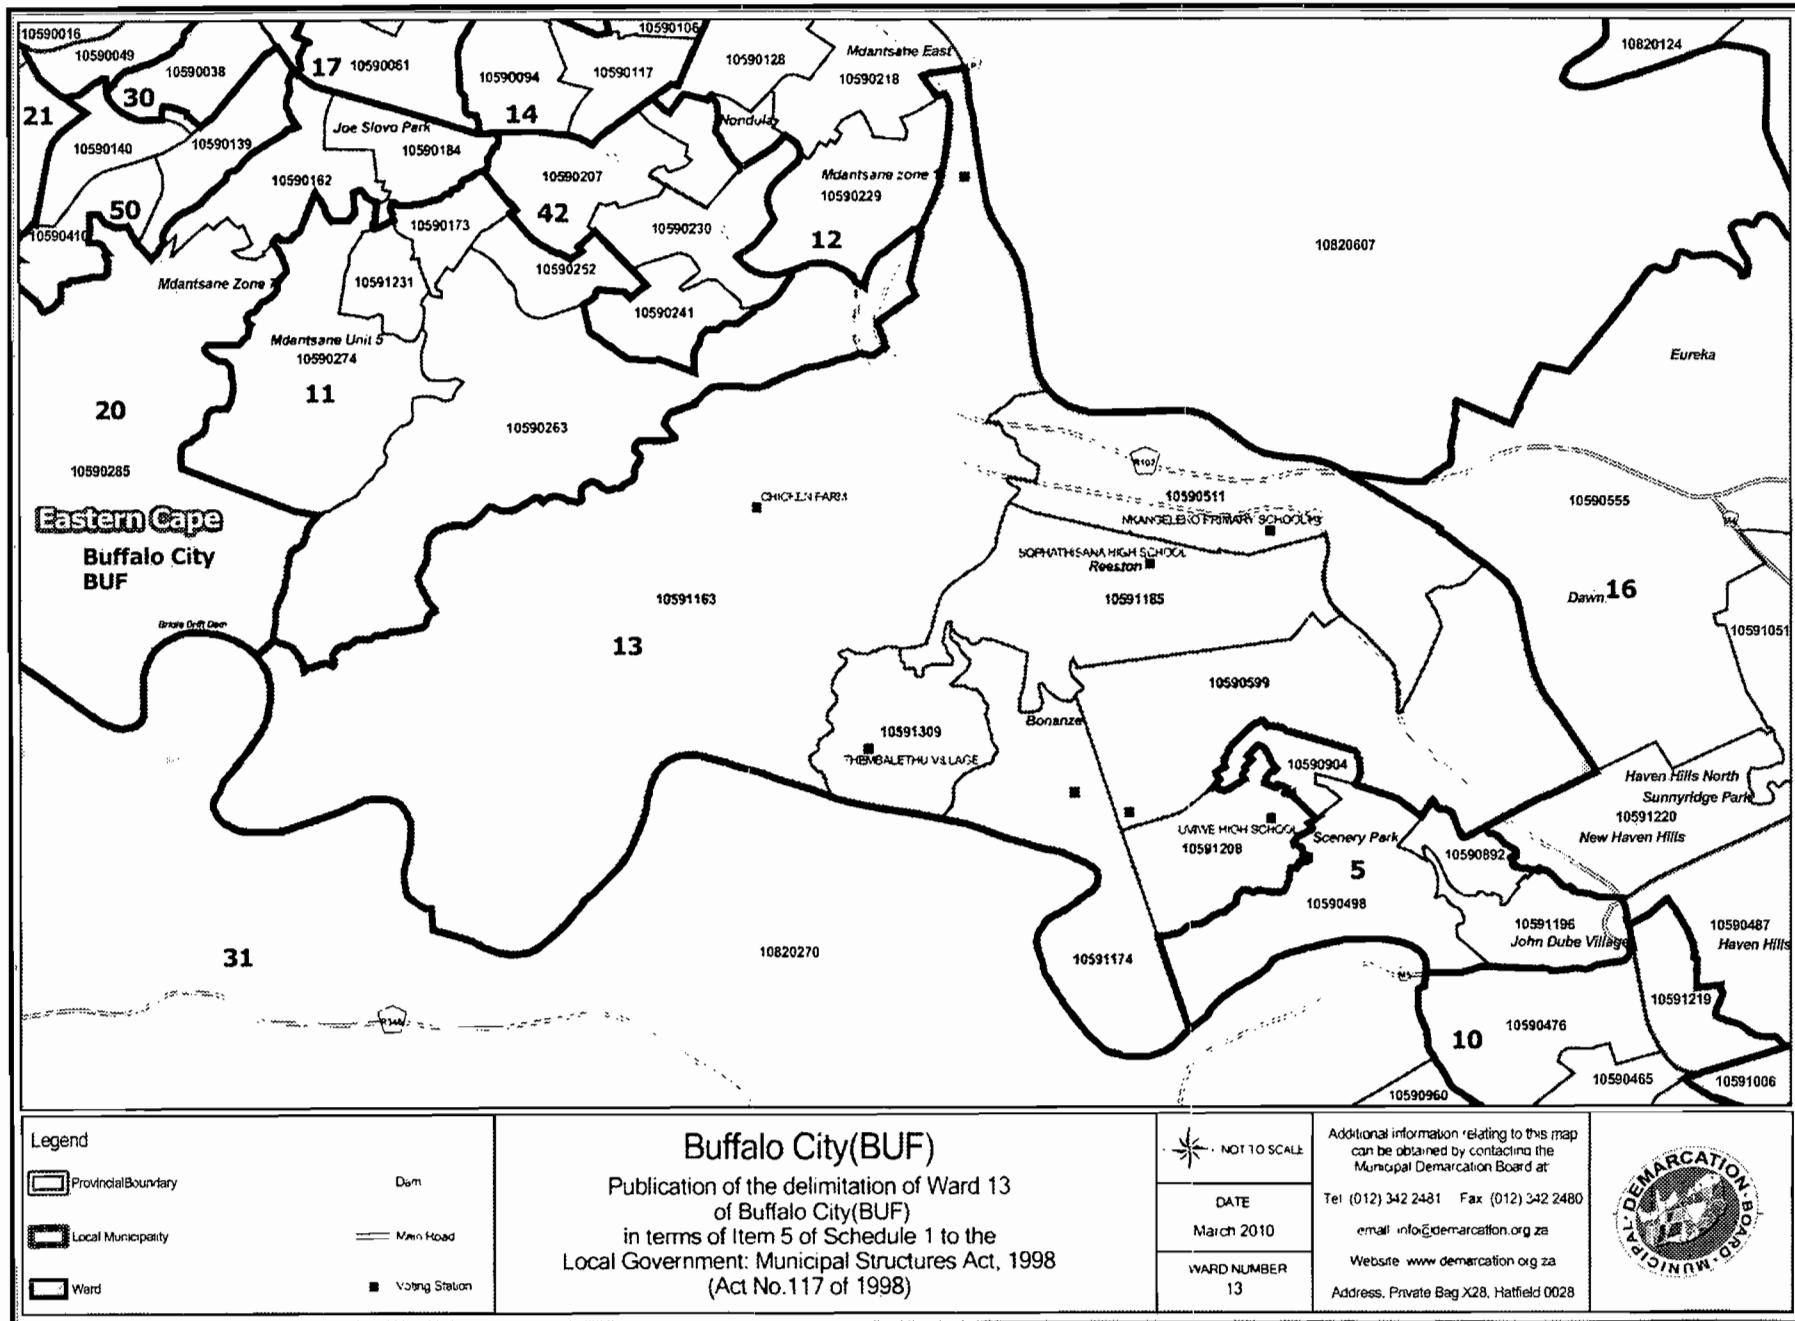 10590016
10590049
10590038
17
10590061
10590106
10590094
10590117
10590128
Mdantsane East
10590218
10820124
21
30
14
Joe Slovo Park
Nondula
10590140
10590139
10590184
10590162
10590207
Mdantsane zone
10590229
50
42
10590410
10590173
10590230
12
10820607
10590252
Mdantsane Zone 7
10591231
10590241
Mdantsane Unit 5
10590274
11
Eureka
20
10590263
10590285
R102
10590511
10590555
CHICKEN FARM
Eastern Cape
Buffalo City
BUF
SOPHATHISANA HIGH SCHOOL
Reeston
10591163
10591185
Dawn
16
Bridle Drift Dam
10591051
13
10590599
Bonanze
10591309
THEMBALETHU VILLAGE
10590904
Haven Hills North
Sunnyridge Park
10591220
New Haven Hills
UMIWE HIGH SCHOOL
10591208
Scenery Park
10590892
5
10590498
10591196
John Dube Village
10590487
Haven Hills
31
10820270
10591174
10591219
10590476
10
10590465
10591006
10590960
Legend
Provincial Boundary
Dam
Local Municipality
Main Road
Ward
Voting Station
Buffalo City(BUF)
Publication of the delimitation of Ward 13
of Buffalo City(BUF)
in terms of Item 5 of Schedule 1 to the
Local Government: Municipal Structures Act, 1998
(Act No.117 of 1998)
NOT TO SCALE
DATE
March 2010
WARD NUMBER
13
Additional information relating to this map
can be obtained by contacting the
Municipal Demarcation Board at
Tel (012) 342 2481 Fax (012) 342 2480
email info@demarcation.org za
Website www demarcation org za
Address. Private Bag X28, Hatfield 0028
MUNICIPAL DEMARCATION BOARD